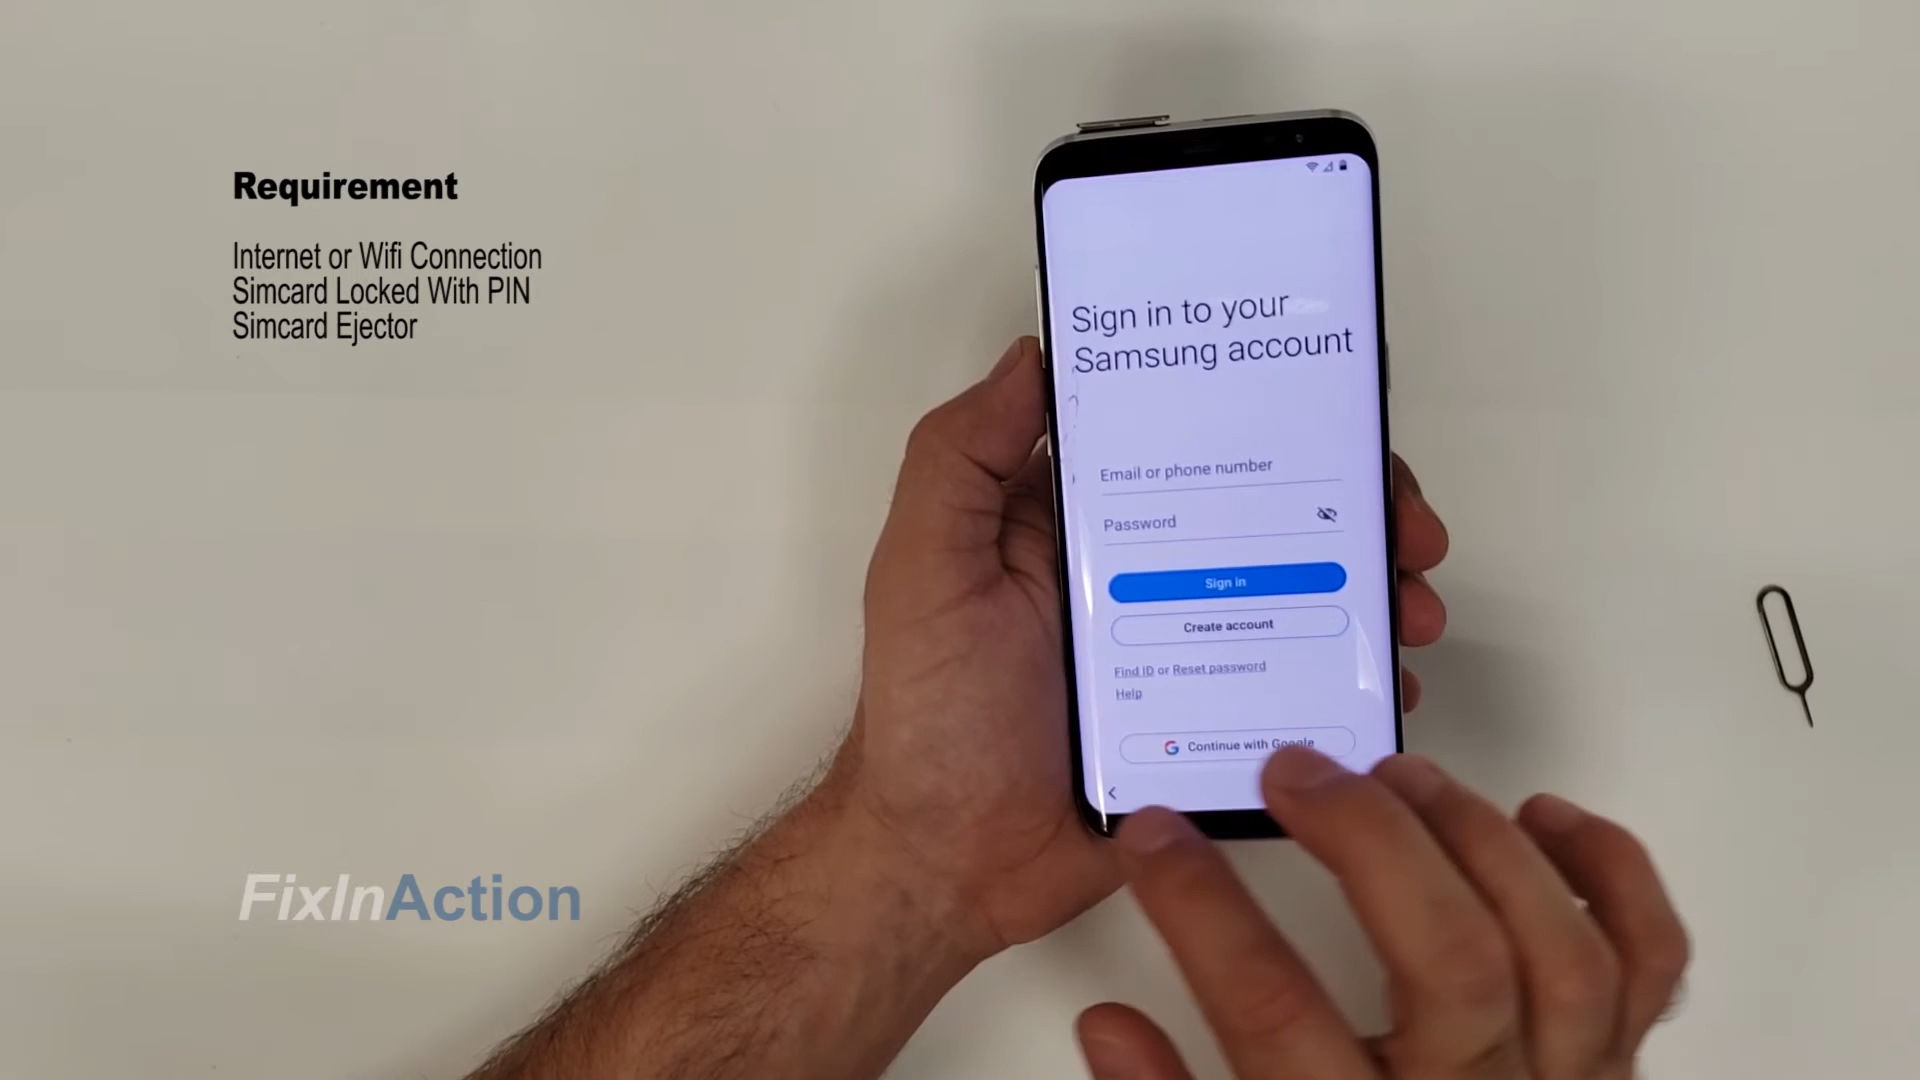 Requirement
Internet or Wifi Connection
Simcard Locked With PIN
Simcard Ejector
Sign in to your
Samsung account
Email or phone number
Password
Sign in
Create account
Find ID or Reset password
Help
Continue with Google
FixInAction